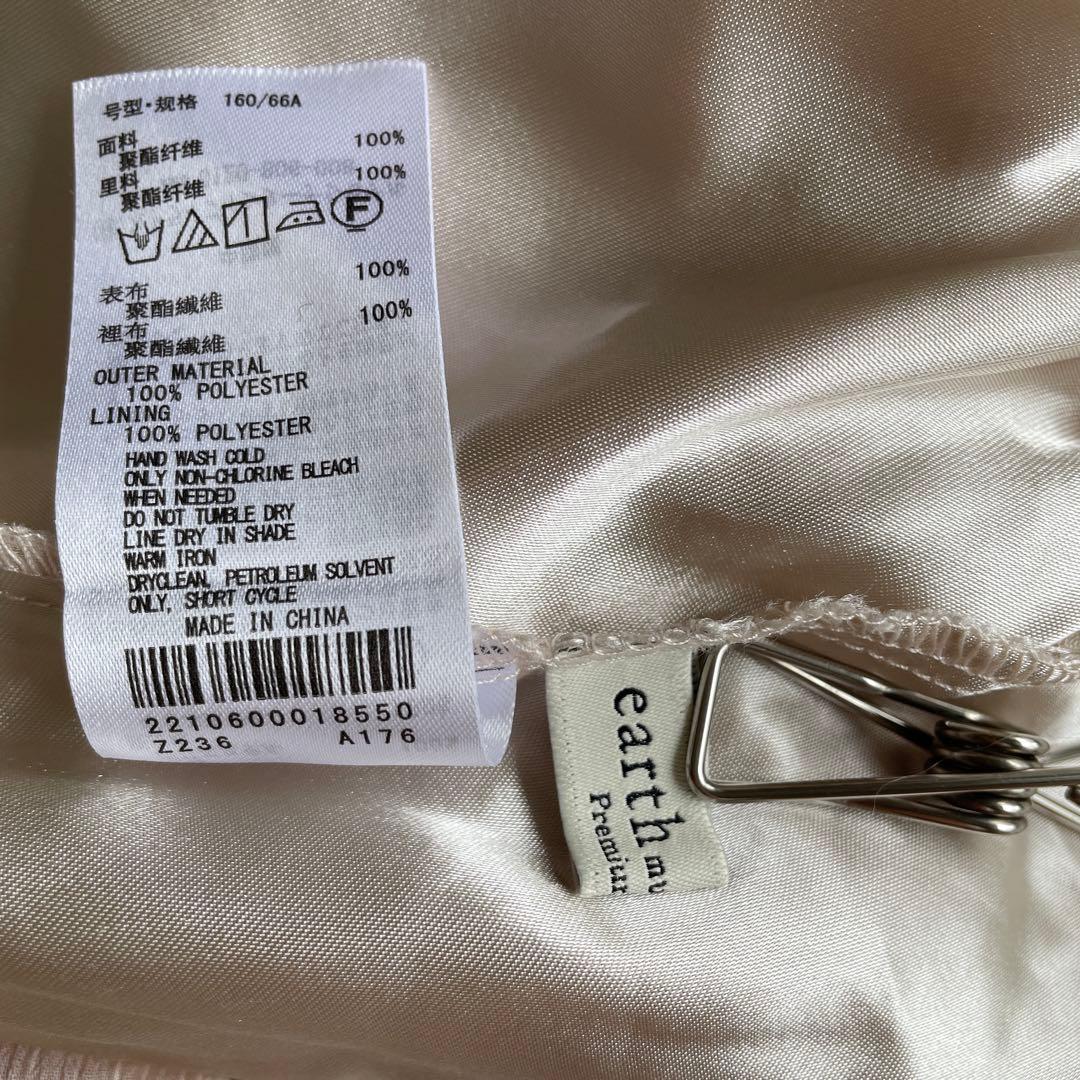 号型・规格 160/66A
面料
聚酯纤维 100%
里料
聚酯纤维 100%
F
表布
聚酯纖維 100%
裡布
聚酯纖維 100%
OUTER MATERIAL
100% POLYESTER
LINING
100% POLYESTER
HAND WASH COLD
ONLY NON-CHLORINE BLEACH
WHEN NEEDED
DO NOT TUMBLE DRY
LINE DRY IN SHADE
WARM IRON
DRYCLEAN, PETROLEUM SOLVENT
ONLY, SHORT CYCLE
MADE IN CHINA
2210600018550
Z236 A176
earth mu
Premium